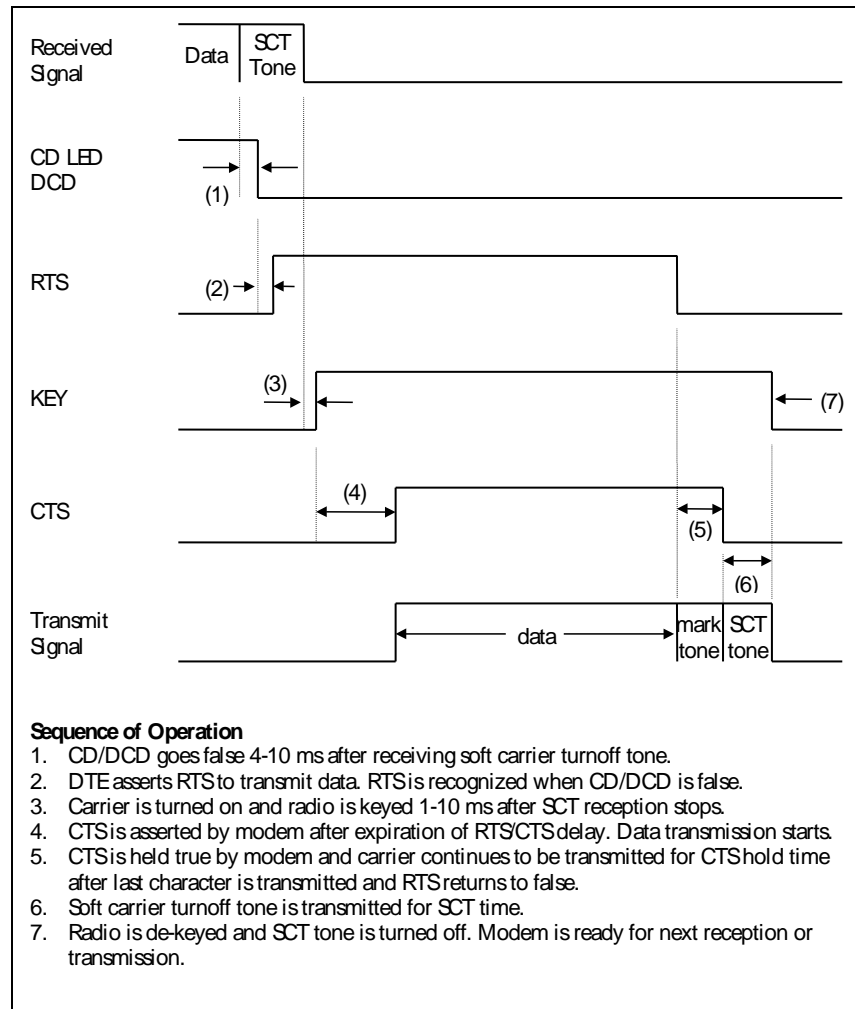 Received Signal
Data
SCT Tone
CD LED DCD
(1)
RTS
(2)
KEY
(3)
(7)
CTS
(4)
(5)
(6)
Transmit Signal
data
mark tone
SCT tone
Sequence of Operation
1. CD/DCD goes false 4-10 ms after receiving soft carrier turnoff tone.
2. DTE asserts RTS to transmit data. RTS is recognized when CD/DCD is false.
3. Carrier is turned on and radio is keyed 1-10 ms after SCT reception stops.
4. CTS is asserted by modem after expiration of RTS/CTS delay. Data transmission starts.
5. CTS is held true by modem and carrier continues to be transmitted for CTS hold time
after last character is transmitted and RTS returns to false.
6. Soft carrier turnoff tone is transmitted for SCT time.
7. Radio is de-keyed and SCT tone is turned off. Modem is ready for next reception or
transmission.